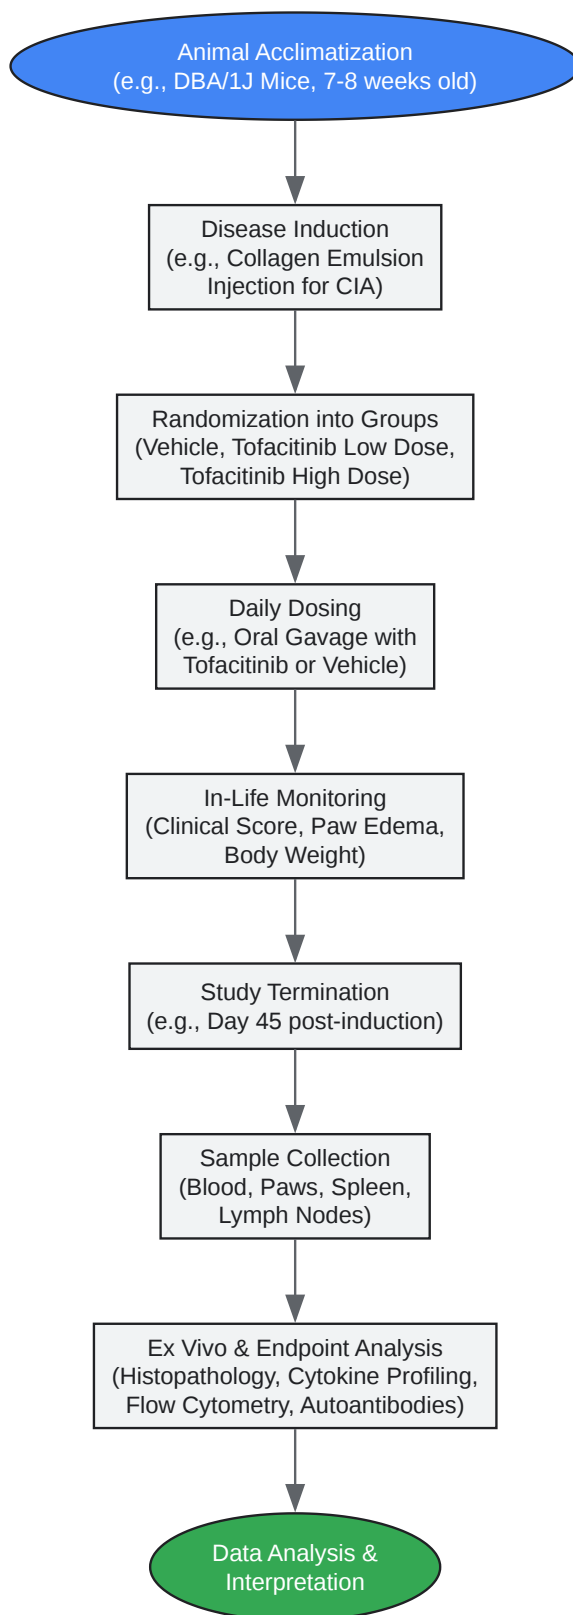 Animal Acclimatization
(e.g., DBA/1J Mice, 7-8 weeks old)
Disease Induction
(e.g., Collagen Emulsion
Injection for CIA)
Randomization into Groups
(Vehicle, Tofacitinib Low Dose,
Tofacitinib High Dose)
Daily Dosing
(e.g., Oral Gavage with
Tofacitinib or Vehicle)
In-Life Monitoring
(Clinical Score, Paw Edema,
Body Weight)
Study Termination
(e.g., Day 45 post-induction)
Sample Collection
(Blood, Paws, Spleen,
Lymph Nodes)
Ex Vivo & Endpoint Analysis
(Histopathology, Cytokine Profiling,
Flow Cytometry, Autoantibodies)
Data Analysis &
Interpretation